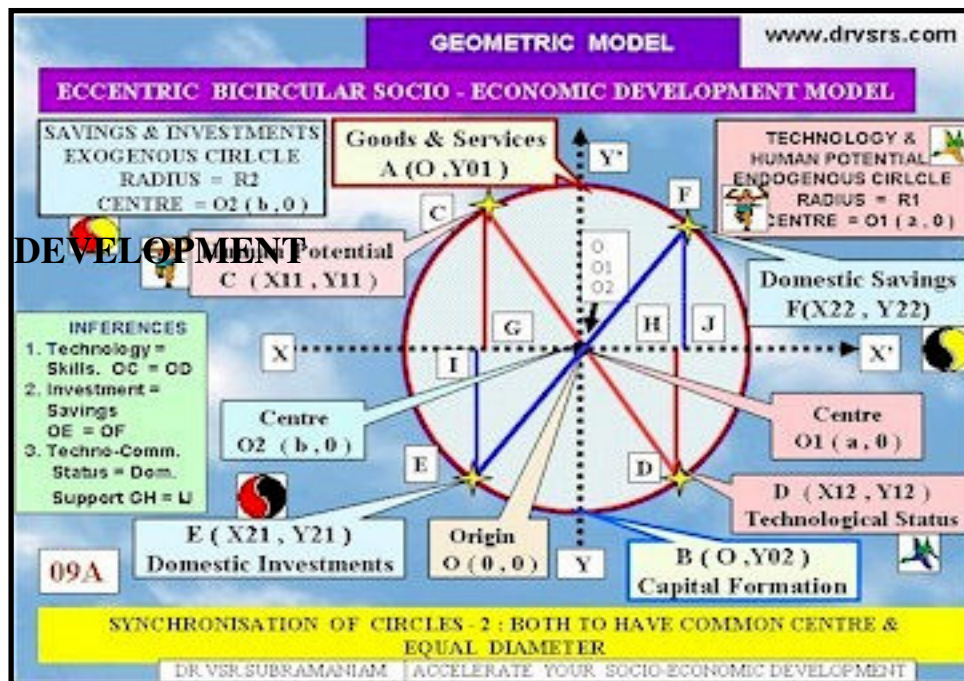 GEOMETRIC MODEL
www.drvsrs.com
ECCENTRIC BICIRCULAR SOCIO - ECONOMIC DEVELOPMENT MODEL
SAVINGS & INVESTMENTS
EXOGENOUS CIRLCLE
RADIUS = R2
CENTRE = O2 ( b, 0 )
Goods & Services
A (O ,Y01)
Y'
TECHNOLOGY &
HUMAN POTENTIAL
ENDOGENOUS CIRLCLE
RADIUS = R1
CENTRE = O1 ( a, 0 )
C
F
DEVELOPMENT
Potential
C ( X11 , Y11 )
O
O1
O2
Domestic Savings
F(X22 , Y22)
INFERENCES
1. Technology =
Skills. OC = OD
2. Investment =
Savings
OE = OF
3. Techno-Comm.
Status = Dom.
Support GH = IJ
X
G
H
J
X'
I
Centre
O2 ( b , 0 )
Centre
O1 ( a , 0 )
E
D
D ( X12 , Y12 )
Technological Status
E ( X21 , Y21 )
Domestic Investments
Origin
O (0 , 0 )
Y
B ( O ,Y02 )
Capital Formation
09A
SYNCHRONISATION OF CIRCLES - 2 : BOTH TO HAVE COMMON CENTRE &
EQUAL DIAMETER
DR VSR SUBRAMANIAM
ACCELERATE YOUR SOCIO-ECONOMIC DEVELOPMENT